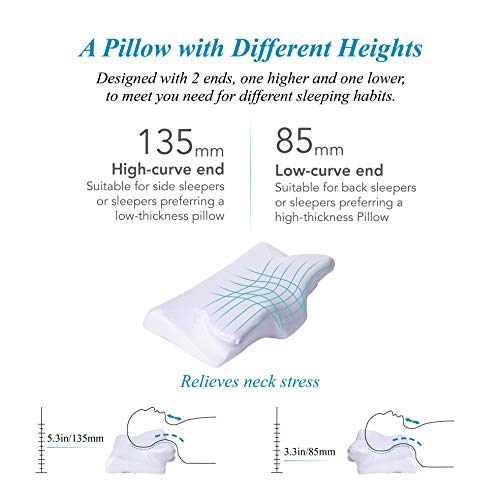 A Pillow with Different Heights
Designed with 2 ends, one higher and one lower,
to meet you need for different sleeping habits.
135mm
High-curve end
Suitable for side sleepers
or sleepers preferring a
low-thickness pillow
85mm
Low-curve end
Suitable for back sleepers
or sleepers preferring a
high-thickness Pillow
Relieves neck stress
5.3in/135mm
3.3in/85mm